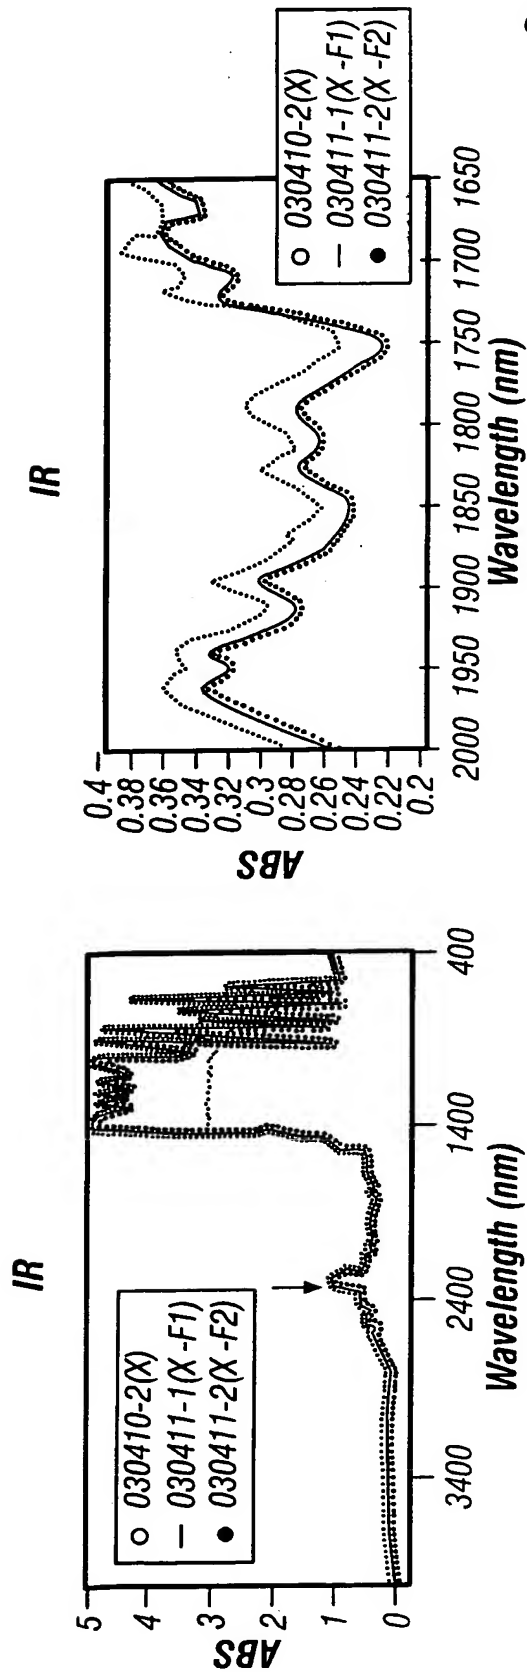 IR
ABS
5
4
3
2
1
0
3400
2400
1400
400
Wavelength (nm)
O 030410-2(X)
— 030411-1(X -F1)
● 030411-2(X -F2)
IR
ABS
0.4
0.38
0.36
0.34
0.32
0.3
0.28
0.26
0.24
0.22
0.2
2000
1950
1900
1850
1800
1750
1700
1650
Wavelength (nm)
O 030410-2(X)
— 030411-1(X -F1)
● 030411-2(X -F2)